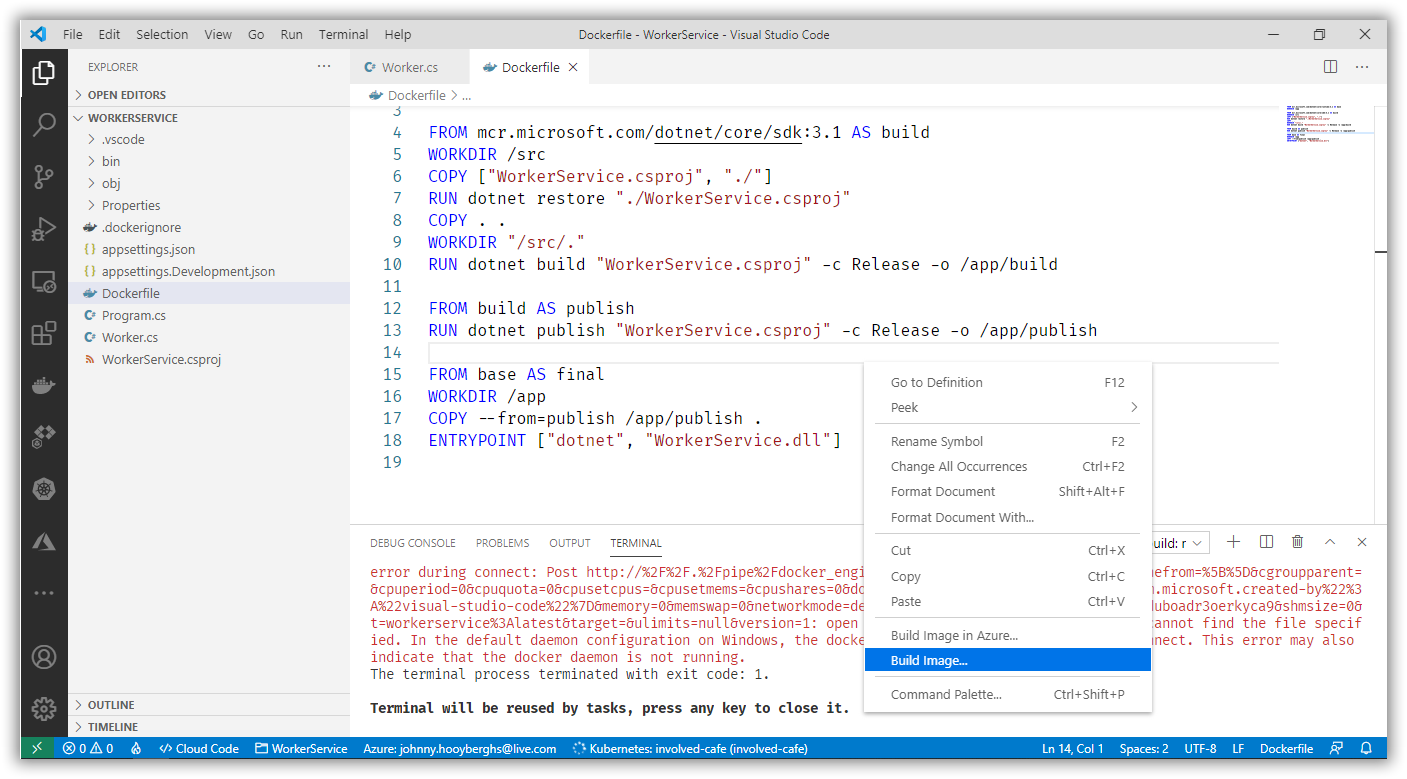 File Edit Selection View Go Run Terminal Help
Dockerfile - WorkerService - Visual Studio Code
EXPLORER ···
OPEN EDITORS
WORKERSERVICE
.vscode
bin
obj
Properties
.dockerignore
{} appsettings.json
{} appsettings.Development.json
Dockerfile
C# Program.cs
C# Worker.cs
WorkerService.csproj
OUTLINE
TIMELINE
C# Worker.cs
Dockerfile
Dockerfile > ...
3
4 FROM mcr.microsoft.com/dotnet/core/sdk:3.1 AS build
5 WORKDIR /src
6 COPY ["WorkerService.csproj", "./"]
7 RUN dotnet restore "./WorkerService.csproj"
8 COPY . .
9 WORKDIR "/src/."
10 RUN dotnet build "WorkerService.csproj" -c Release -o /app/build
11
12 FROM build AS publish
13 RUN dotnet publish "WorkerService.csproj" -c Release -o /app/publish
14
15 FROM base AS final
16 WORKDIR /app
17 COPY --from=publish /app/publish .
18 ENTRYPOINT ["dotnet", "WorkerService.dll"]
19
Go to Definition F12
Peek
Rename Symbol F2
Change All Occurrences Ctrl+F2
Format Document Shift+Alt+F
Format Document With...
Cut Ctrl+X
Copy Ctrl+C
Paste Ctrl+V
Build Image in Azure...
Build Image...
Command Palette... Ctrl+Shift+P
DEBUG CONSOLE PROBLEMS OUTPUT TERMINAL uild: r
error during connect: Post http://%2F%2F.%2Fpipe%2Fdocker_engi efrom=%5B%5D&cgroupparent=
&cpuperiod=0&cpuquota=0&cpusetcpus=&cpusetmems=&cpushares=0&do m.microsoft.created-by%22%3
A%22visual-studio-code%22%7D&memory=0&memswap=0&networkmode=de duboadr3oerkyca9&shmsize=0&
t=workerservice%3Alatest&target=&ulimits=null&version=1: open cannot find the file specif
ied. In the default daemon configuration on Windows, the docke nnect. This error may also
indicate that the docker daemon is not running.
The terminal process terminated with exit code: 1.
Terminal will be reused by tasks, press any key to close it.
0 0 Cloud Code WorkerService Azure: johnny.hooyberghs@live.com Kubernetes: involved-cafe (involved-cafe) Ln 14, Col 1 Spaces: 2 UTF-8 LF Dockerfile